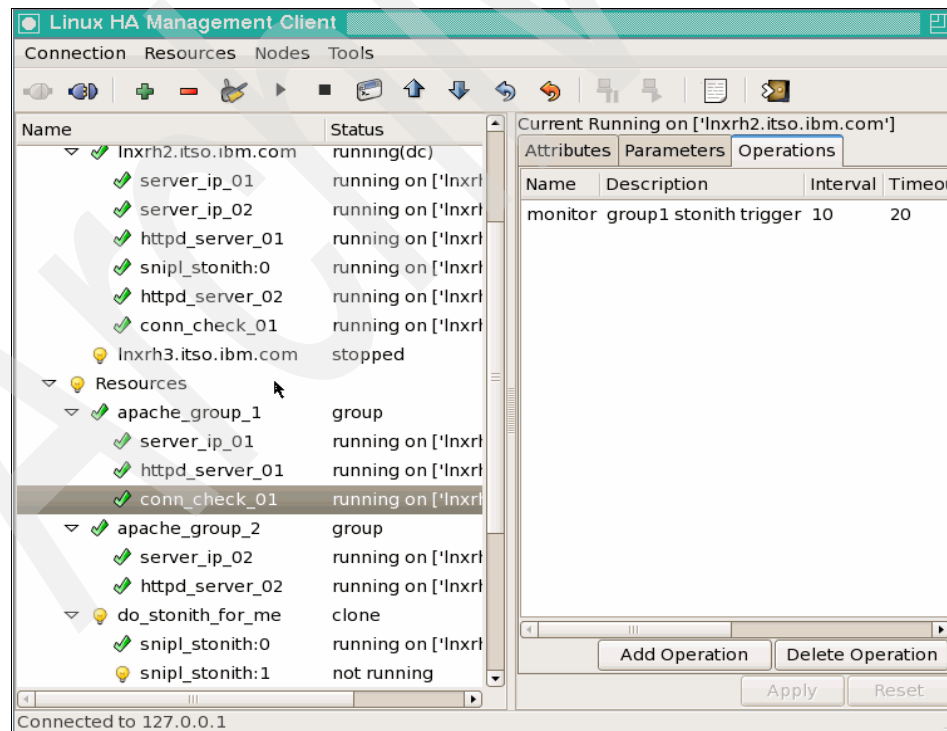 Linux HA Management Client
Connection Resources Nodes Tools
Name Status
lnxrh2.itso.ibm.com running(dc)
server_ip_01 running on ['lnxrh
server_ip_02 running on ['lnxrh
httpd_server_01 running on ['lnxrh
snipl_stonith:0 running on ['lnxrh
httpd_server_02 running on ['lnxrh
conn_check_01 running on ['lnxrh
lnxrh3.itso.ibm.com stopped
Resources
apache_group_1 group
server_ip_01 running on ['lnxrh
httpd_server_01 running on ['lnxrh
conn_check_01 running on ['lnxrh
apache_group_2 group
server_ip_02 running on ['lnxrh
httpd_server_02 running on ['lnxrh
do_stonith_for_me clone
snipl_stonith:0 running on ['lnxrh
snipl_stonith:1 not running
Current Running on ['lnxrh2.itso.ibm.com']
Attributes Parameters Operations
Name Description Interval Timeou
monitor group1 stonith trigger 10 20
Add Operation Delete Operation
Apply Reset
Connected to 127.0.0.1